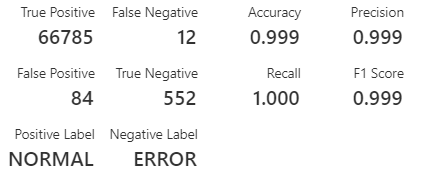 True Positive False Negative Accuracy Precision
66785 12 0.999 0.999
False Positive True Negative Recall F1 Score
84 552 1.000 0.999
Positive Label Negative Label
NORMAL ERROR